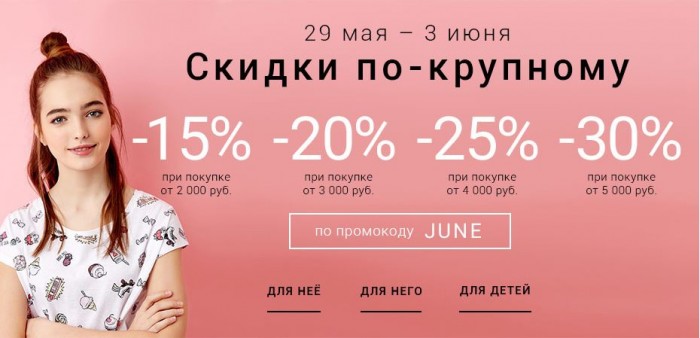 29 мая – 3 июня
Скидки по-крупному
-15% -20% -25% -30%
при покупке при покупке при покупке при покупке
от 2 000 руб. от 3 000 руб. от 4 000 руб. от 5 000 руб.
по промокоду JUNE
ДЛЯ НЕЁ ДЛЯ НЕГО ДЛЯ ДЕТЕЙ